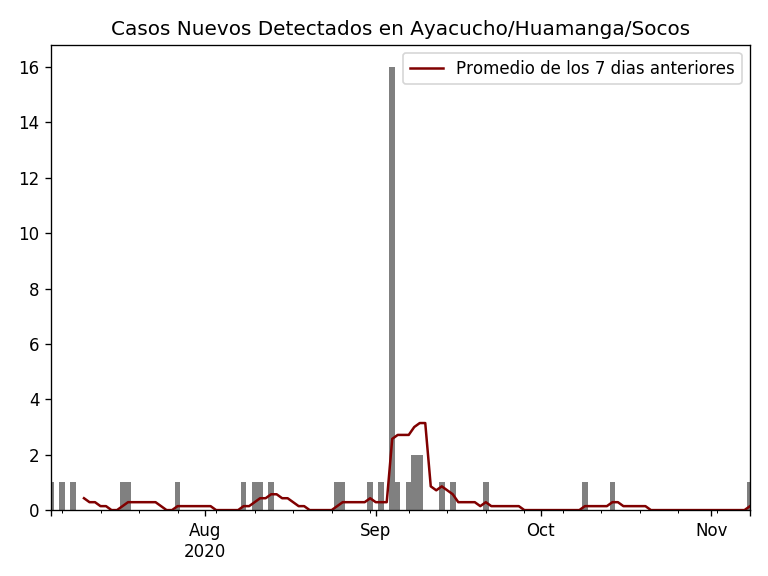 Casos Nuevos Detectados en Ayacucho/Huamanga/Socos
Promedio de los 7 dias anteriores
16
14
12
10
8
6
4
2
0
Aug
2020
Sep
Oct
Nov